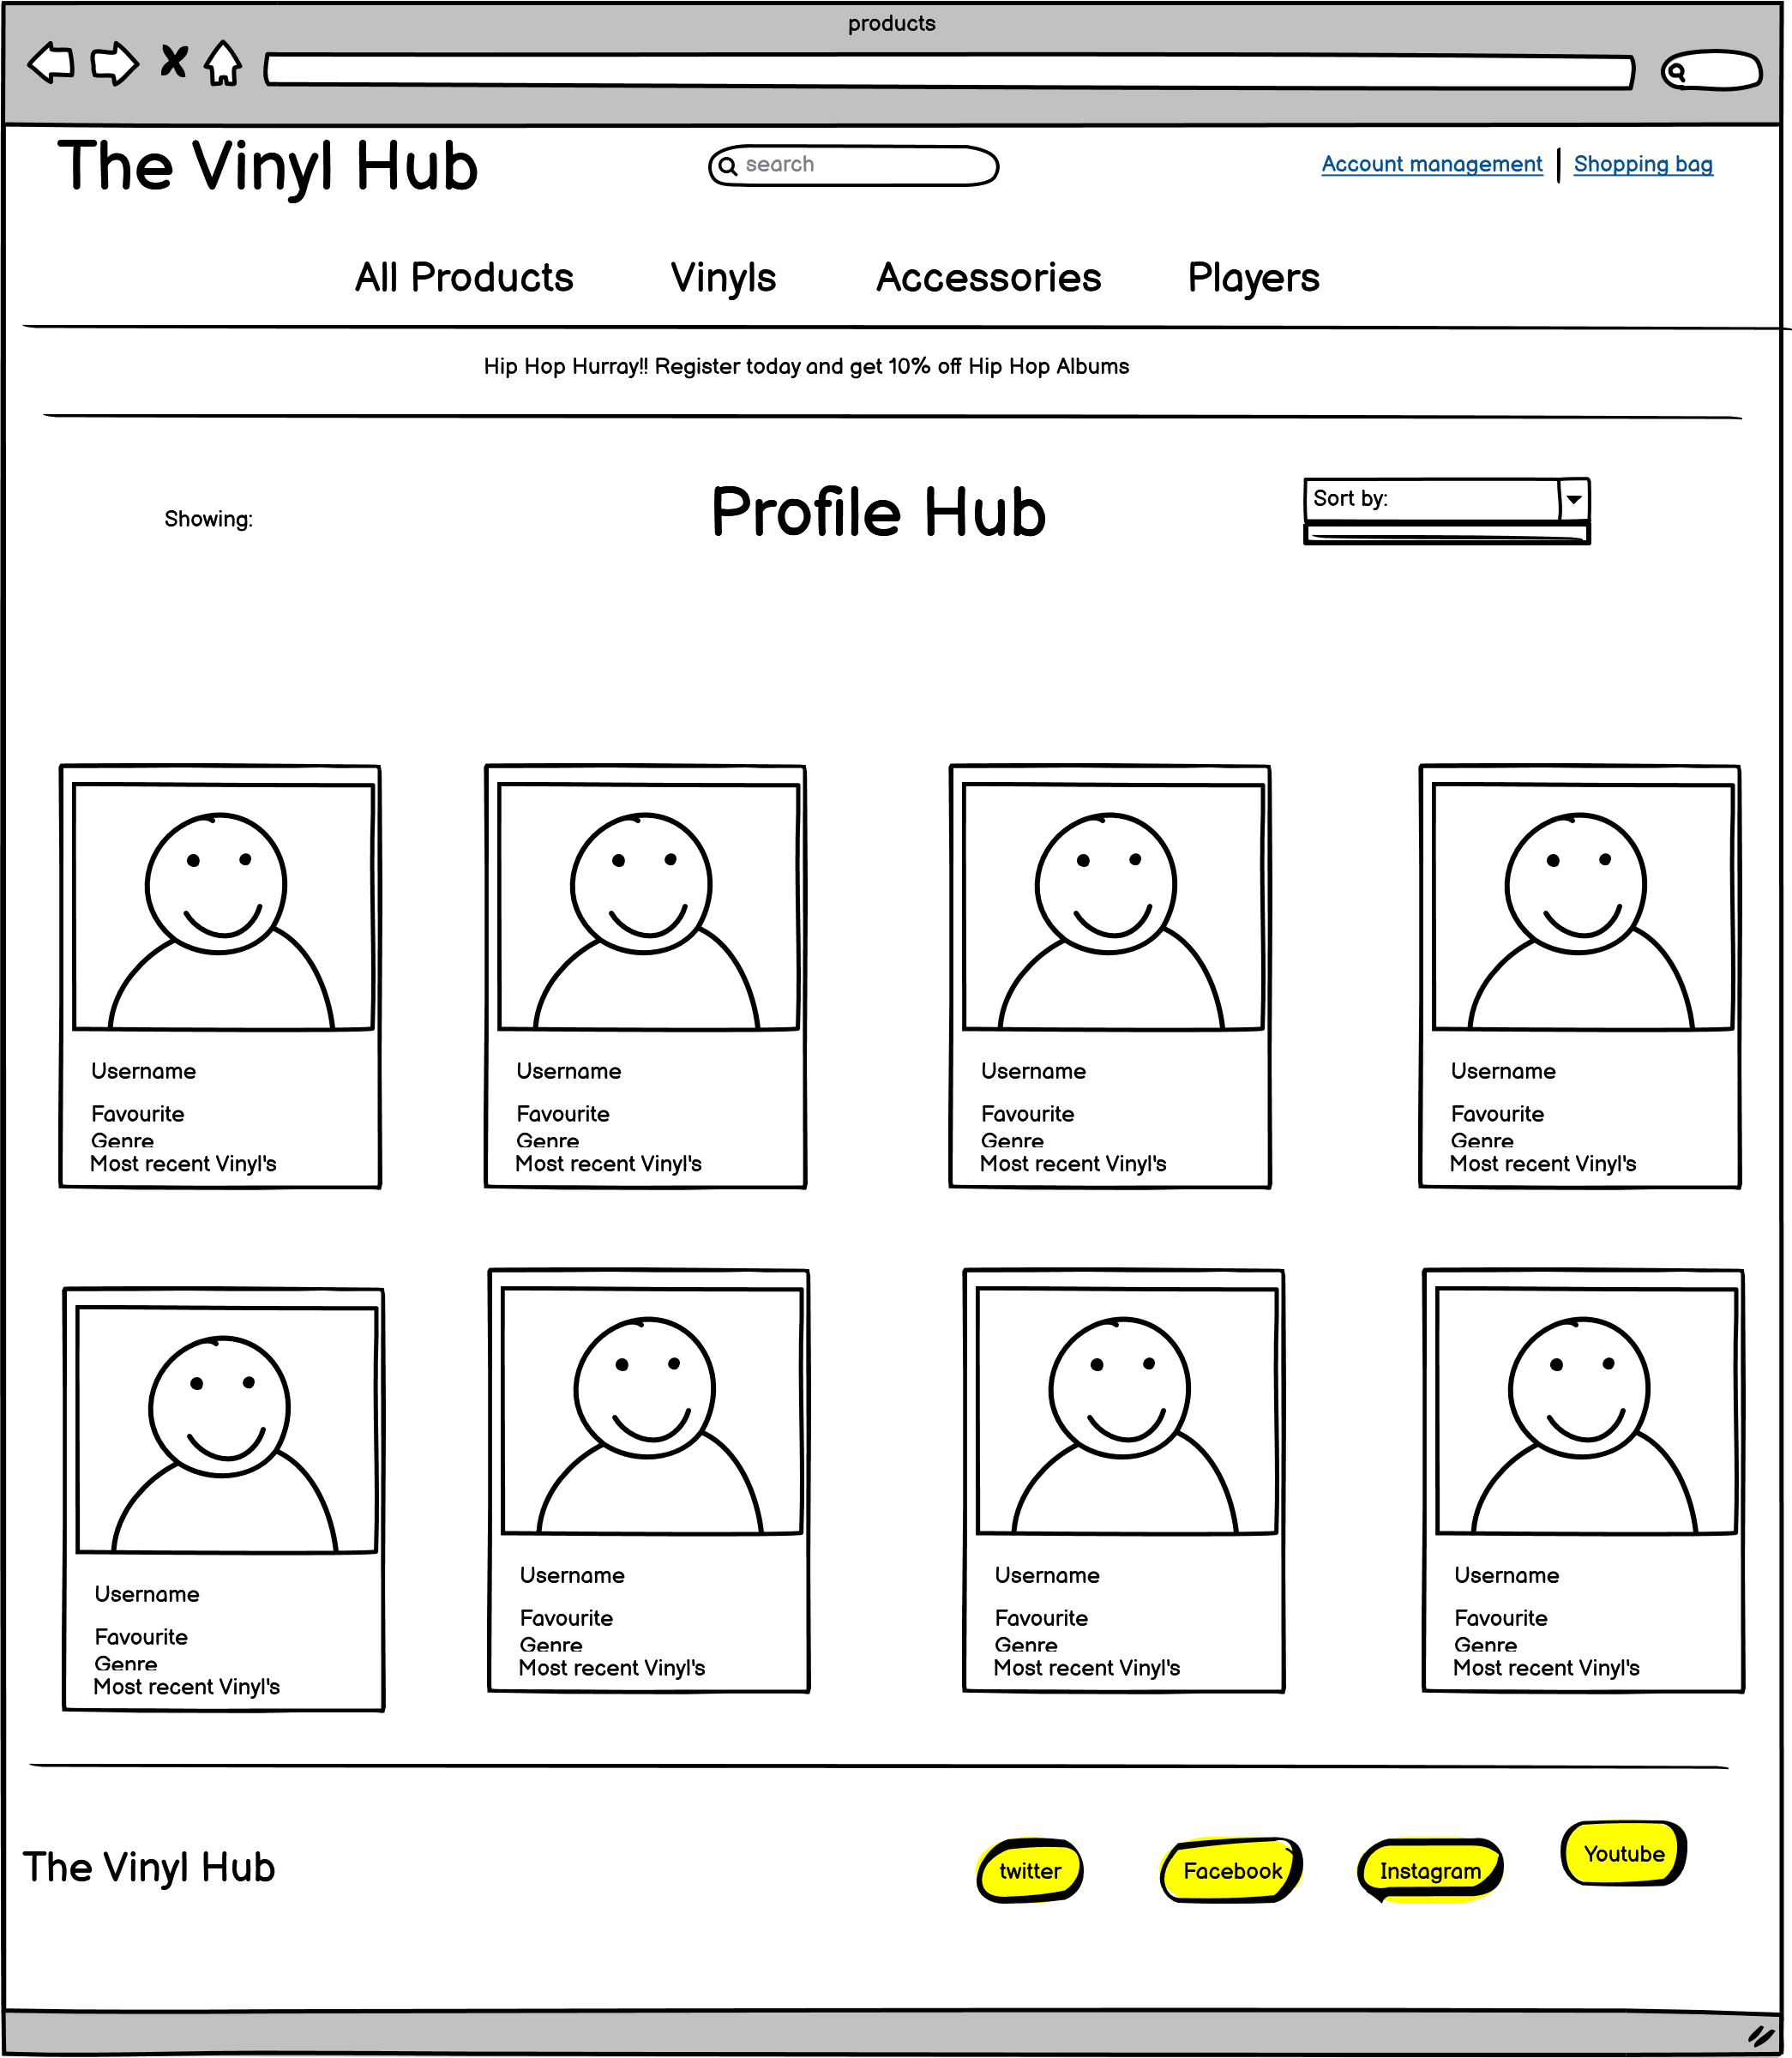 products
The Vinyl Hub
search
Account management
Shopping bag
All Products
Vinyls
Accessories
Players
Hip Hop Hurray!! Register today and get 10% off Hip Hop Albums
Showing:
Profile Hub
Sort by:
Username
Favourite
Genre
Most recent Vinyl's
Username
Favourite
Genre
Most recent Vinyl's
Username
Favourite
Genre
Most recent Vinyl's
Username
Favourite
Genre
Most recent Vinyl's
Username
Favourite
Genre
Most recent Vinyl's
Username
Favourite
Genre
Most recent Vinyl's
Username
Favourite
Genre
Most recent Vinyl's
Username
Favourite
Genre
Most recent Vinyl's
The Vinyl Hub
twitter
Facebook
Instagram
Youtube